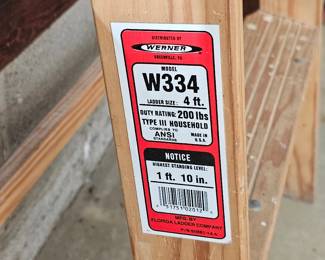 DISTRIBUTED BY
WERNER
GREENVILLE, PA
MODEL
W334
LADDER SIZE: 4 ft.
DUTY RATING: 200 lbs
TYPE III HOUSEHOLD
COMPLIES TO
ANSI
STANDARDS
MADE IN
U.S.A.
NOTICE
HIGHEST STANDING LEVEL:
1 ft. 10 in.
MFG. BY
FLORIDA LADDER COMPANY